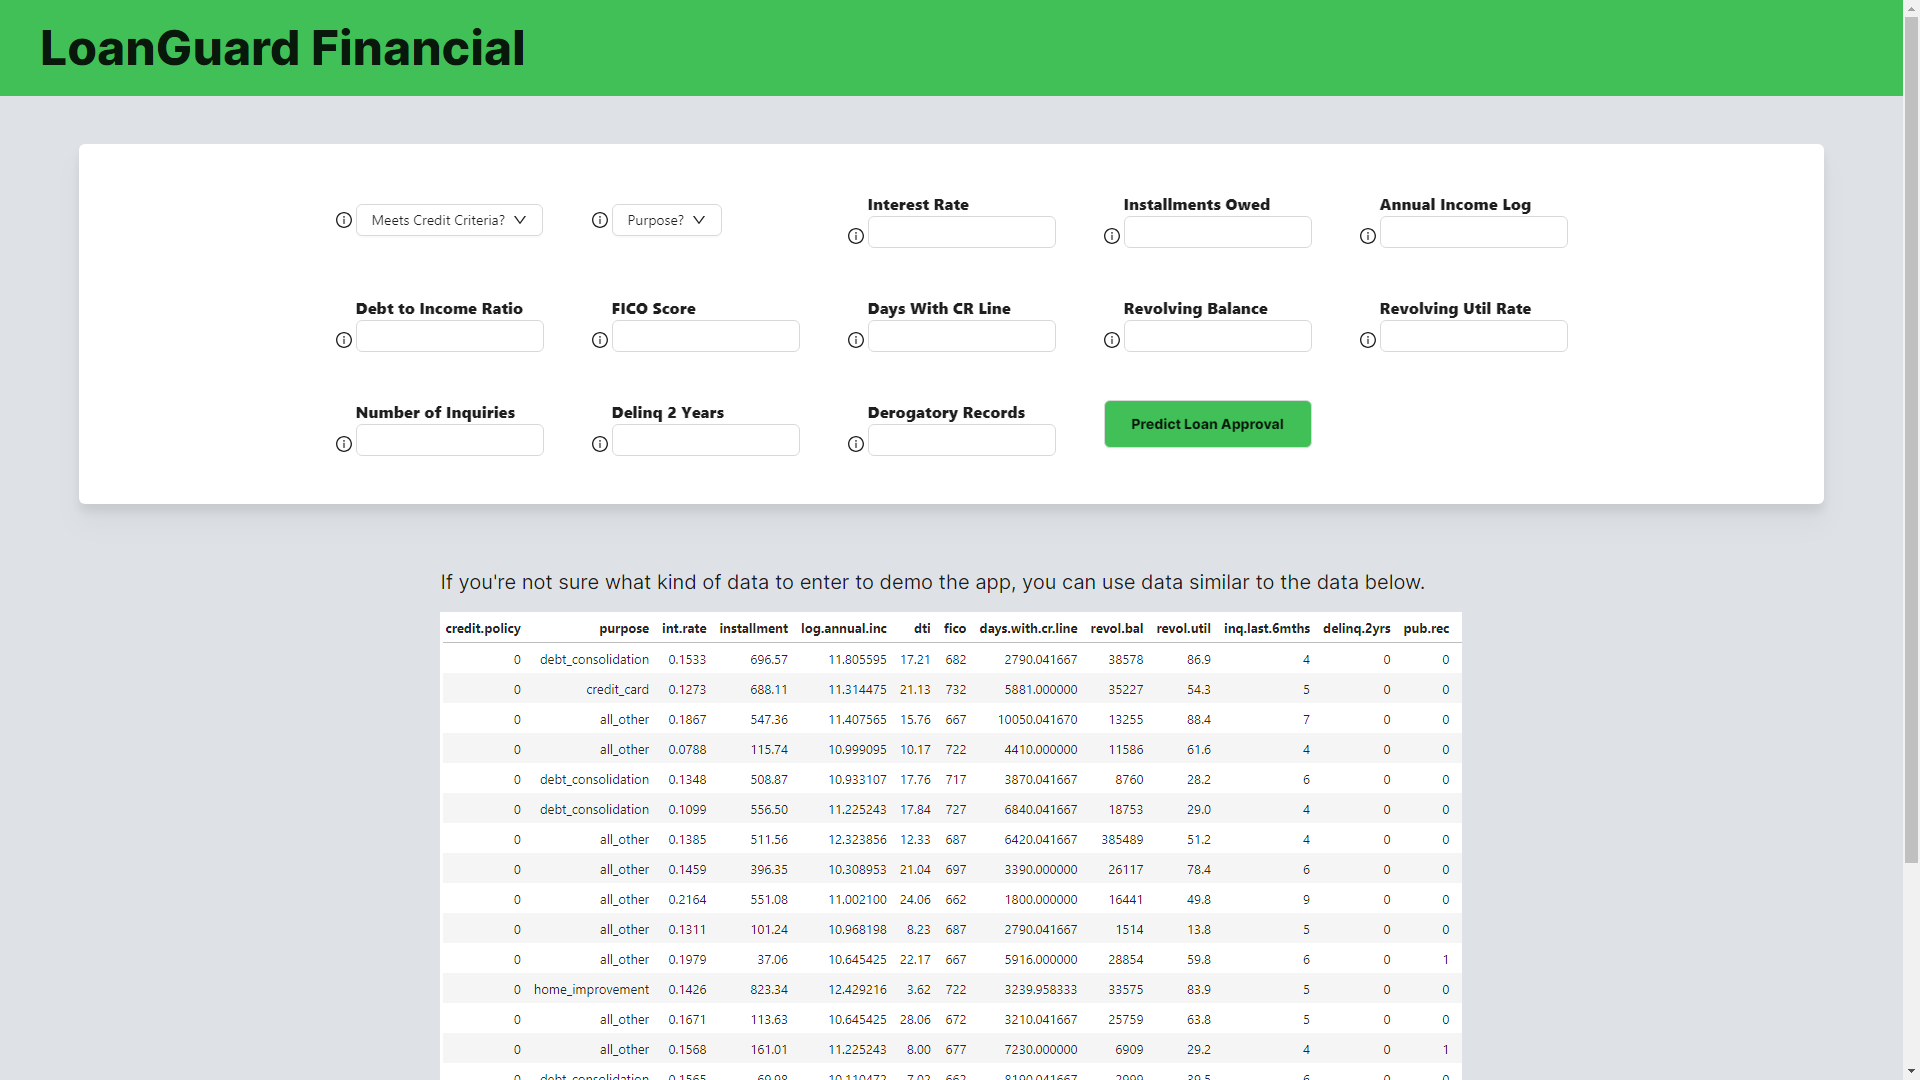 LoanGuard Financial
Meets Credit Criteria?
Purpose?
Interest Rate
Installments Owed
Annual Income Log
Debt to Income Ratio
FICO Score
Days With CR Line
Revolving Balance
Revolving Util Rate
Number of Inquiries
Delinq 2 Years
Derogatory Records
Predict Loan Approval
If you're not sure what kind of data to enter to demo the app, you can use data similar to the data below.
credit.policy purpose int.rate installment log.annual.inc dti fico days.with.cr.line revol.bal revol.util inq.last.6mths delinq.2yrs pub.rec
0 debt_consolidation 0.1533 696.57 11.805595 17.21 682 2790.041667 38578 86.9 4 0 0
0 credit_card 0.1273 688.11 11.314475 21.13 732 5881.000000 35227 54.3 5 0 0
0 all_other 0.1867 547.36 11.407565 15.76 667 10050.041670 13255 88.4 7 0 0
0 all_other 0.0788 115.74 10.999095 10.17 722 4410.000000 11586 61.6 4 0 0
0 debt_consolidation 0.1348 508.87 10.933107 17.76 717 3870.041667 8760 28.2 6 0 0
0 debt_consolidation 0.1099 556.50 11.225243 17.84 727 6840.041667 18753 29.0 4 0 0
0 all_other 0.1385 511.56 12.323856 12.33 687 6420.041667 385489 51.2 4 0 0
0 all_other 0.1459 396.35 10.308953 21.04 697 3390.000000 26117 78.4 6 0 0
0 all_other 0.2164 551.08 11.002100 24.06 662 1800.000000 16441 49.8 9 0 0
0 all_other 0.1311 101.24 10.968198 8.23 687 2790.041667 1514 13.8 5 0 0
0 all_other 0.1979 37.06 10.645425 22.17 667 5916.000000 28854 59.8 6 0 1
0 home_improvement 0.1426 823.34 12.429216 3.62 722 3239.958333 33575 83.9 5 0 0
0 all_other 0.1671 113.63 10.645425 28.06 672 3210.041667 25759 63.8 5 0 0
0 all_other 0.1568 161.01 11.225243 8.00 677 7230.000000 6909 29.2 4 0 1
0 debt_consolidation 0.1565 69.98 10.110472 7.02 662 8190.041667 2999 39.5 6 0 0